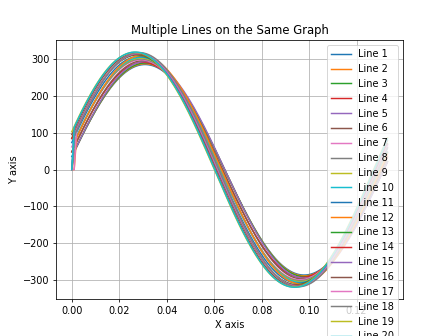 Multiple Lines on the Same Graph
Y axis
300
200
100
0
−100
−200
−300
0.00
0.02
0.04
0.06
0.08
0.10
X axis
Line 1
Line 2
Line 3
Line 4
Line 5
Line 6
Line 7
Line 8
Line 9
Line 10
Line 11
Line 12
Line 13
Line 14
Line 15
Line 16
Line 17
Line 18
Line 19
Line 20